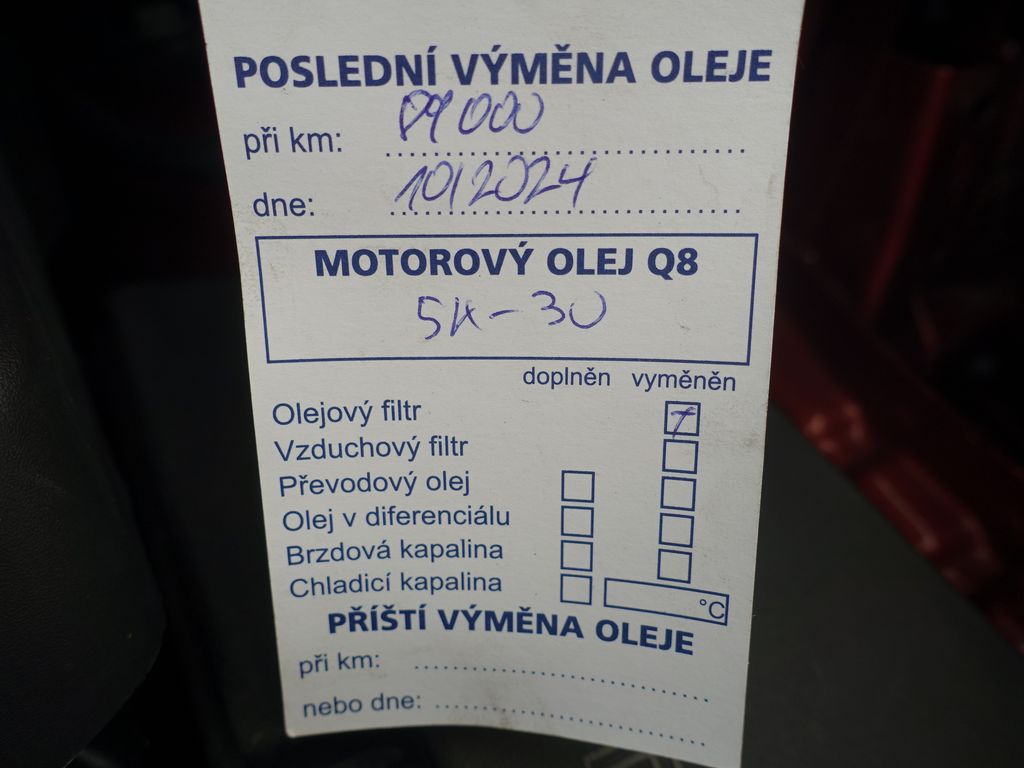 POSLEDNÍ VÝMĚNA OLEJE
při km: 89000
dne: 10/2024
MOTOROVÝ OLEJ Q8
5W-30
doplněn vyměněn
Olejový filtr
Vzduchový filtr
Převodový olej
Olej v diferenciálu
Brzdová kapalina
Chladicí kapalina °C
PŘÍŠTÍ VÝMĚNA OLEJE
při km:
nebo dne: